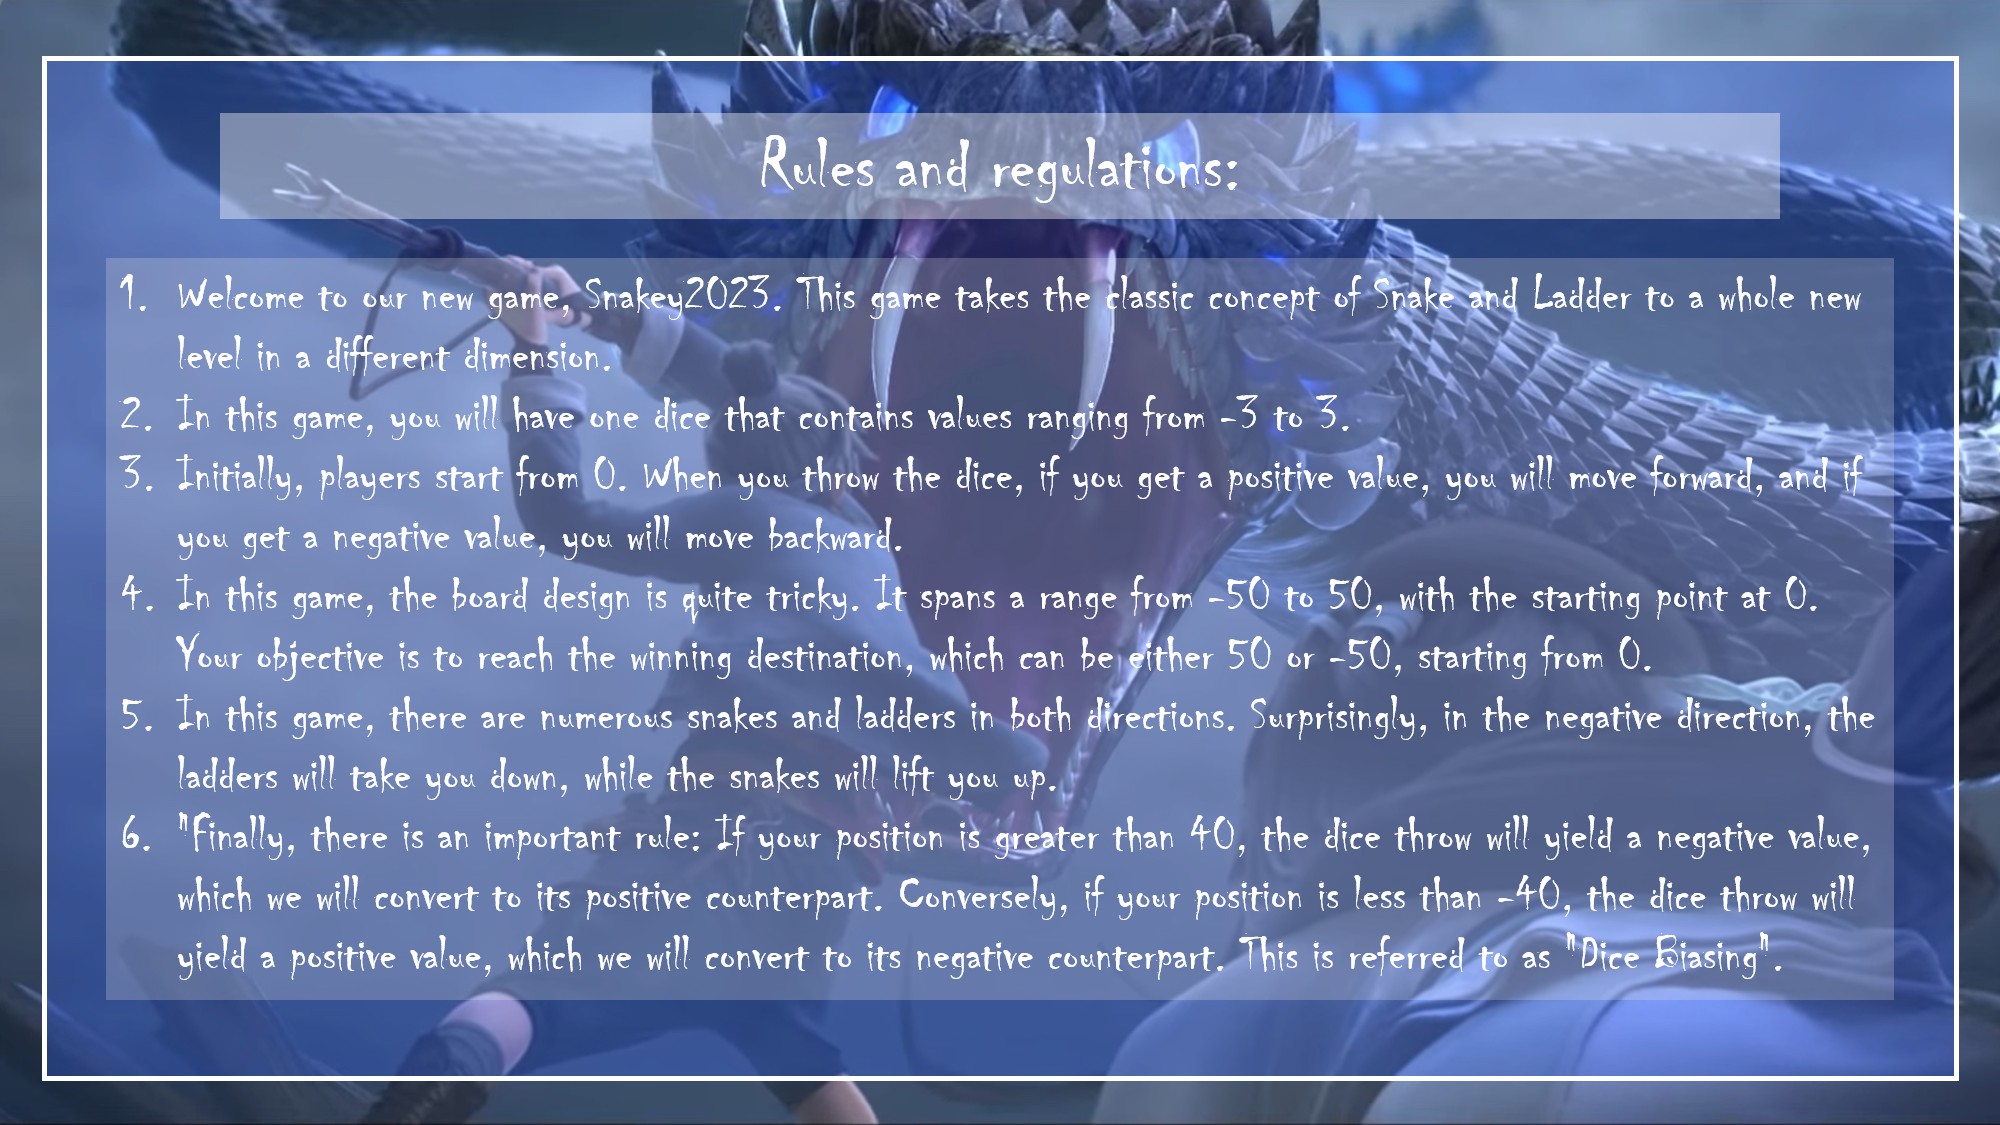 Rules and regulations:
1. Welcome to our new game, Snakey2023. This game takes the classic concept of Snake and Ladder to a whole new
level in a different dimension.
2. In this game, you will have one dice that contains values ranging from -3 to 3.
3. Initially, players start from 0. When you throw the dice, if you get a positive value, you will move forward, and if
you get a negative value, you will move backward.
4. In this game, the board design is quite tricky. It spans a range from -50 to 50, with the starting point at 0.
Your objective is to reach the winning destination, which can be either 50 or -50, starting from 0.
5. In this game, there are numerous snakes and ladders in both directions. Surprisingly, in the negative direction, the
ladders will take you down, while the snakes will lift you up.
6. "Finally, there is an important rule: If your position is greater than 40, the dice throw will yield a negative value,
which we will convert to its positive counterpart. Conversely, if your position is less than -40, the dice throw will
yield a positive value, which we will convert to its negative counterpart. This is referred to as "Dice Biasing".